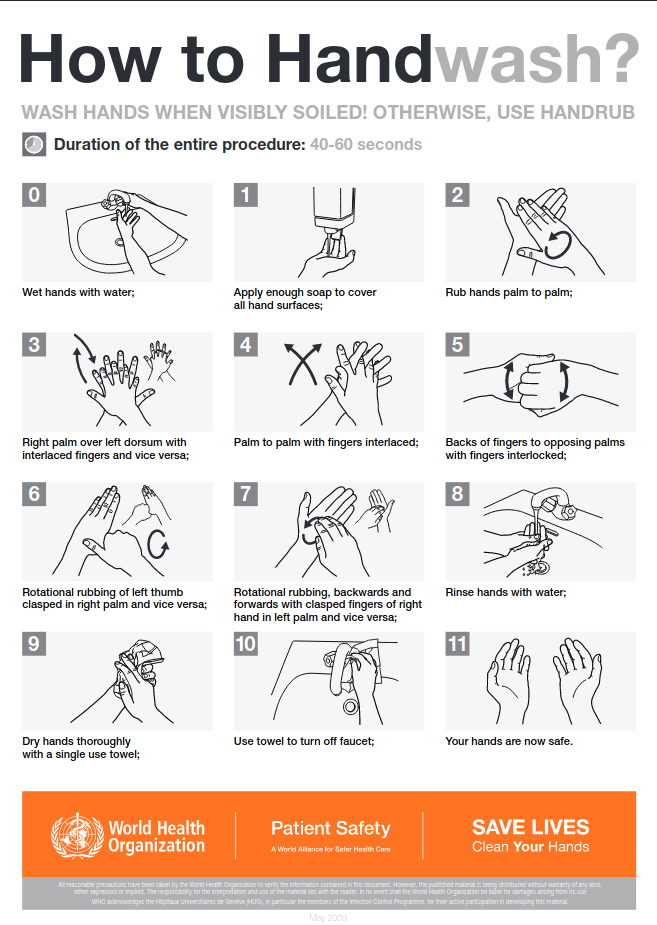 How to Handwash?
WASH HANDS WHEN VISIBLY SOILED! OTHERWISE, USE HANDRUB
Duration of the entire procedure: 40-60 seconds
0
Wet hands with water;
1
Apply enough soap to cover
all hand surfaces;
2
Rub hands palm to palm;
3
Right palm over left dorsum with
interlaced fingers and vice versa;
4
Palm to palm with fingers interlaced;
5
Backs of fingers to opposing palms
with fingers interlocked;
6
Rotational rubbing of left thumb
clasped in right palm and vice versa;
7
Rotational rubbing, backwards and
forwards with clasped fingers of right
hand in left palm and vice versa;
8
Rinse hands with water;
9
Dry hands thoroughly
with a single use towel;
10
Use towel to turn off faucet;
11
Your hands are now safe.
World Health
Organization
Patient Safety
A World Alliance for Safer Health Care
SAVE LIVES
Clean Your Hands
All reasonable precautions have been taken by the World Health Organization to verify the information contained in this document. However, the published material is being distributed without warranty of any kind,
either expressed or implied. The responsibility for the interpretation and use of the material lies with the reader. In no event shall the World Health Organization be liable for damages arising from its use.
WHO acknowledges the Hôpitaux Universitaires de Genève (HUG), in particular the members of the Infection Control Programme, for their active participation in developing this material.
May 2009